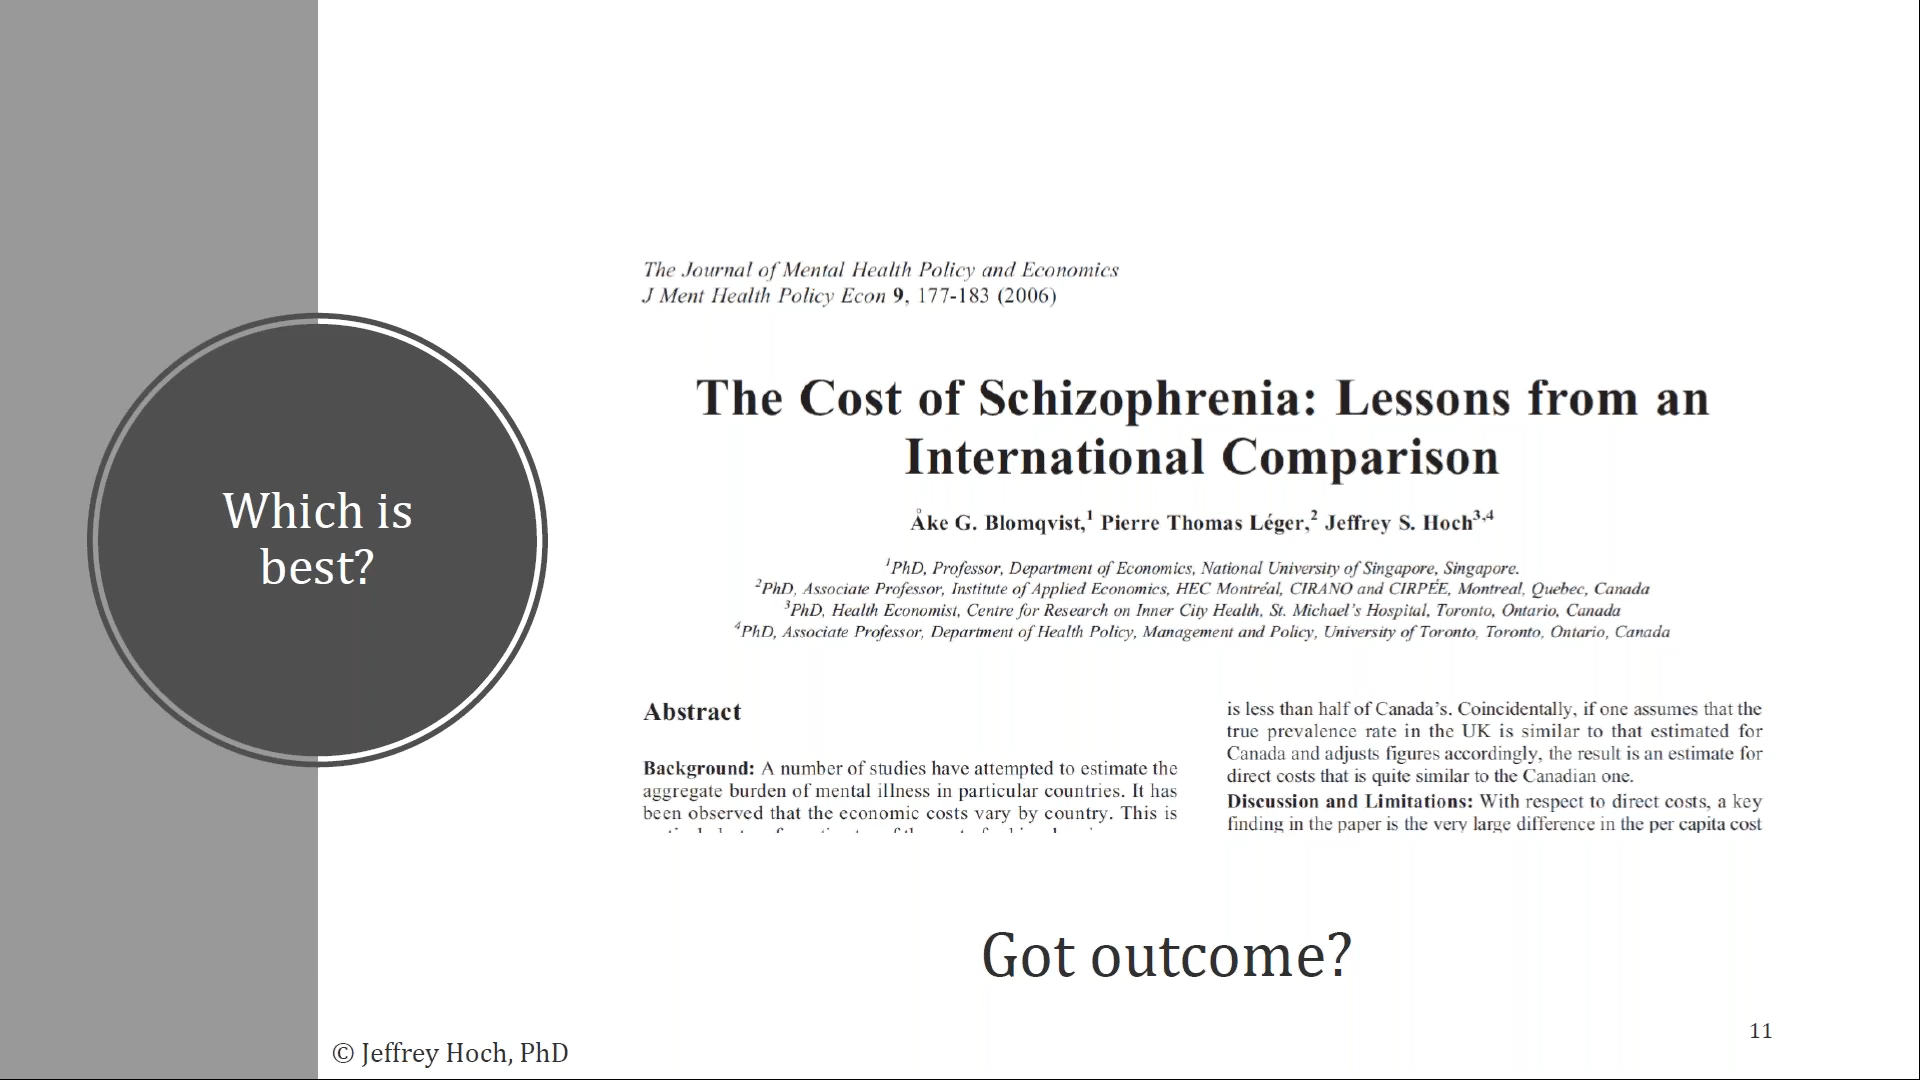 Which is
best?
The Journal of Mental Health Policy and Economics
J Ment Health Policy Econ 9, 177-183 (2006)
The Cost of Schizophrenia: Lessons from an
International Comparison
Åke G. Blomqvist,1 Pierre Thomas Léger,2 Jeffrey S. Hoch3,4
1PhD, Professor, Department of Economics, National University of Singapore, Singapore.
2PhD, Associate Professor, Institute of Applied Economics, HEC Montréal, CIRANO and CIRPÉE, Montreal, Quebec, Canada
3PhD, Health Economist, Centre for Research on Inner City Health, St. Michael's Hospital, Toronto, Ontario, Canada
4PhD, Associate Professor, Department of Health Policy, Management and Policy, University of Toronto, Toronto, Ontario, Canada
Abstract
Background: A number of studies have attempted to estimate the
aggregate burden of mental illness in particular countries. It has
been observed that the economic costs vary by country. This is
is less than half of Canada's. Coincidentally, if one assumes that the
true prevalence rate in the UK is similar to that estimated for
Canada and adjusts figures accordingly, the result is an estimate for
direct costs that is quite similar to the Canadian one.
Discussion and Limitations: With respect to direct costs, a key
finding in the paper is the very large difference in the per capita cost
Got outcome?
11
© Jeffrey Hoch, PhD